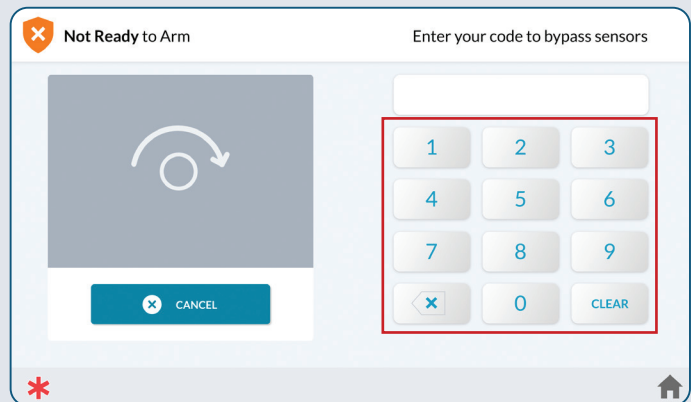 Not Ready to Arm
Enter your code to bypass sensors
1 2 3
4 5 6
7 8 9
0 CLEAR
CANCEL